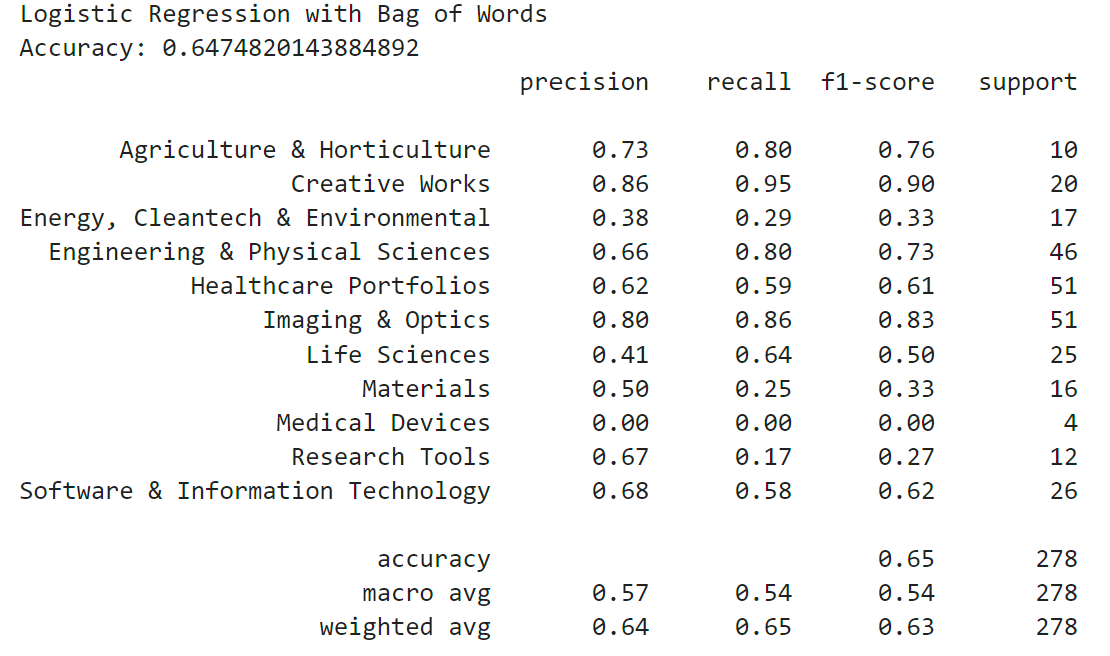 Logistic Regression with Bag of Words
Accuracy: 0.6474820143884892
precision recall f1-score support
Agriculture & Horticulture 0.73 0.80 0.76 10
Creative Works 0.86 0.95 0.90 20
Energy, Cleantech & Environmental 0.38 0.29 0.33 17
Engineering & Physical Sciences 0.66 0.80 0.73 46
Healthcare Portfolios 0.62 0.59 0.61 51
Imaging & Optics 0.80 0.86 0.83 51
Life Sciences 0.41 0.64 0.50 25
Materials 0.50 0.25 0.33 16
Medical Devices 0.00 0.00 0.00 4
Research Tools 0.67 0.17 0.27 12
Software & Information Technology 0.68 0.58 0.62 26
accuracy 0.65 278
macro avg 0.57 0.54 0.54 278
weighted avg 0.64 0.65 0.63 278